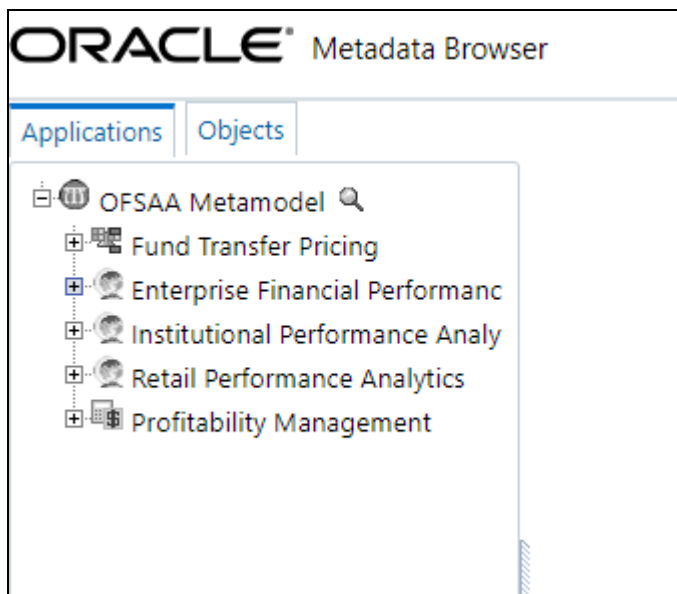 ORACLE® Metadata Browser
Applications Objects
OFSAA Metamodel
Fund Transfer Pricing
Enterprise Financial Performanc
Institutional Performance Analy
Retail Performance Analytics
Profitability Management